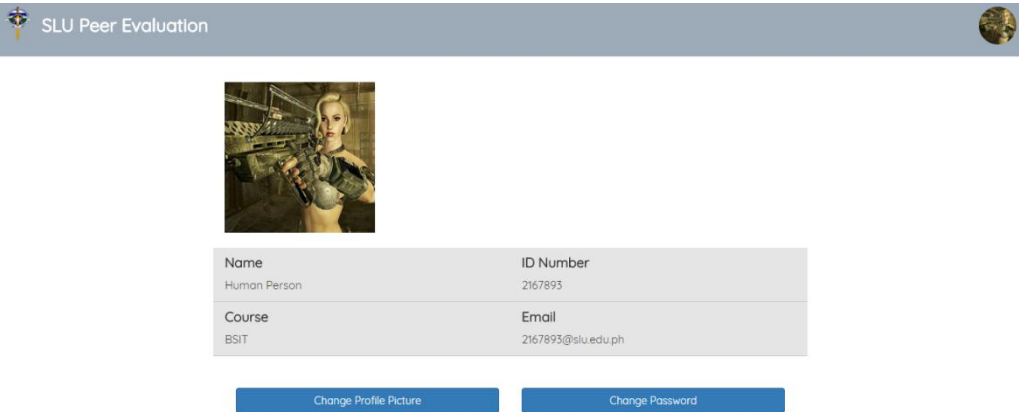 SLU Peer Evaluation
Name
ID Number
Human Person
2167893
Course
Email
BSIT
2167893@slu.edu.ph
Change Profile Picture
Change Password